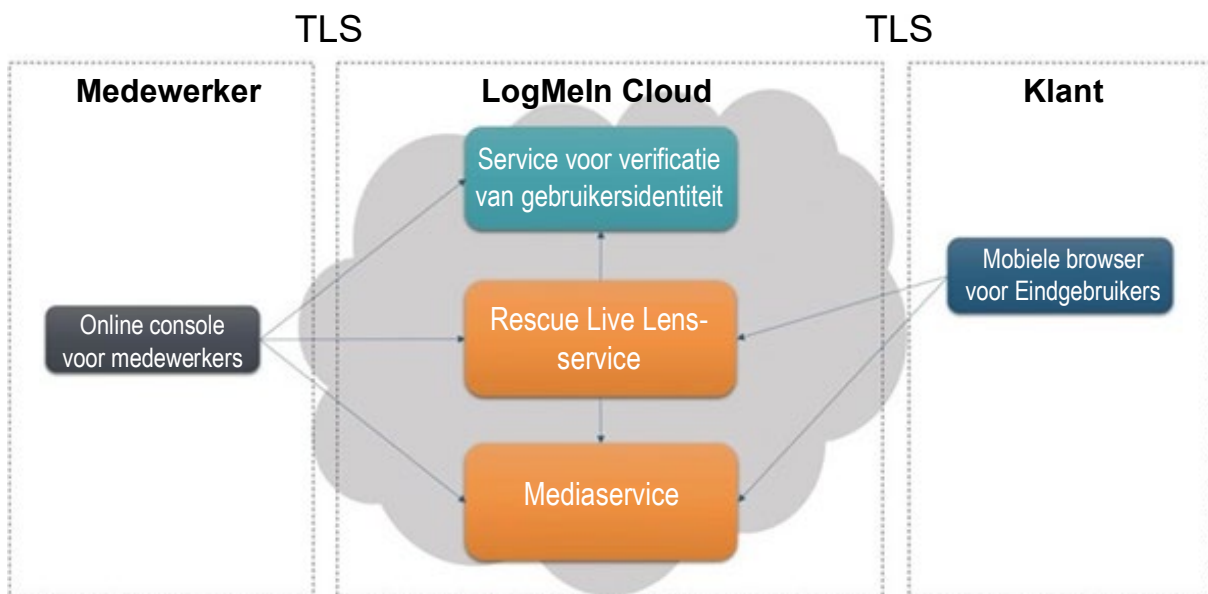 TLS
TLS
Medewerker
LogMeIn Cloud
Klant
Service voor verificatie
van gebruikersidentiteit
Mobiele browser
voor Eindgebruikers
Online console
voor medewerkers
Rescue Live Lens-
service
Mediaservice